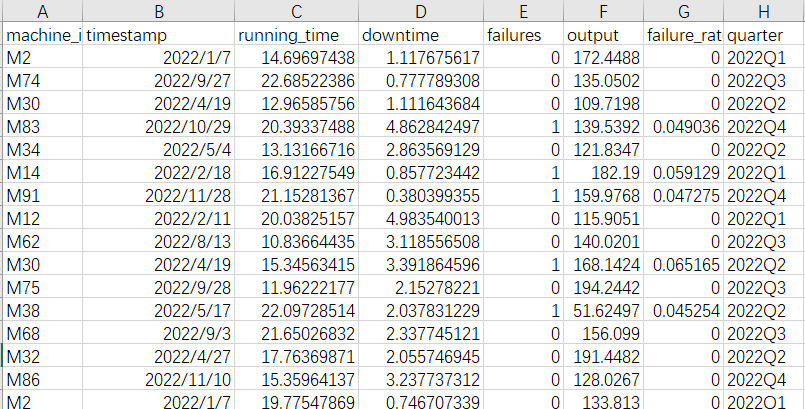 A B C D E F G H
machine_i timestamp running_time downtime failures output failure_rat quarter
M2 2022/1/7 14.69697438 1.117675617 0 172.4488 0 2022Q1
M74 2022/9/27 22.68522386 0.777789308 0 135.0502 0 2022Q3
M30 2022/4/19 12.96585756 1.111643684 0 109.7198 0 2022Q2
M83 2022/10/29 20.39337488 4.862842497 1 139.5392 0.049036 2022Q4
M34 2022/5/4 13.13166716 2.863569129 0 121.8347 0 2022Q2
M14 2022/2/18 16.91227549 0.857723442 1 182.19 0.059129 2022Q1
M91 2022/11/28 21.15281367 0.380399355 1 159.9768 0.047275 2022Q4
M12 2022/2/11 20.03825157 4.983540013 0 115.9051 0 2022Q1
M62 2022/8/13 10.83664435 3.118556508 0 140.0201 0 2022Q3
M30 2022/4/19 15.34563415 3.391864596 1 168.1424 0.065165 2022Q2
M75 2022/9/28 11.96222177 2.15278221 0 194.2442 0 2022Q3
M38 2022/5/17 22.09728514 2.037831229 1 51.62497 0.045254 2022Q2
M68 2022/9/3 21.65026832 2.337745121 0 156.099 0 2022Q3
M32 2022/4/27 17.76369871 2.055746945 0 191.4482 0 2022Q2
M86 2022/11/10 15.35964137 3.237737312 0 128.0267 0 2022Q4
M2 2022/1/7 19.77547869 0.746707339 0 133.813 0 2022Q1